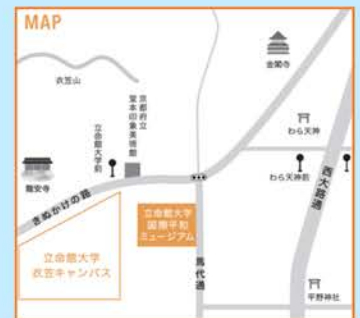 MAP
金閣寺
衣笠山
京都府立
堂本印象美術館
立命館大学前
わら天神
龍安寺
わら天神前
西大路通
きぬかけの路
立命館大学
国際平和
ミュージアム
立命館大学
衣笠キャンパス
馬代通
平野神社